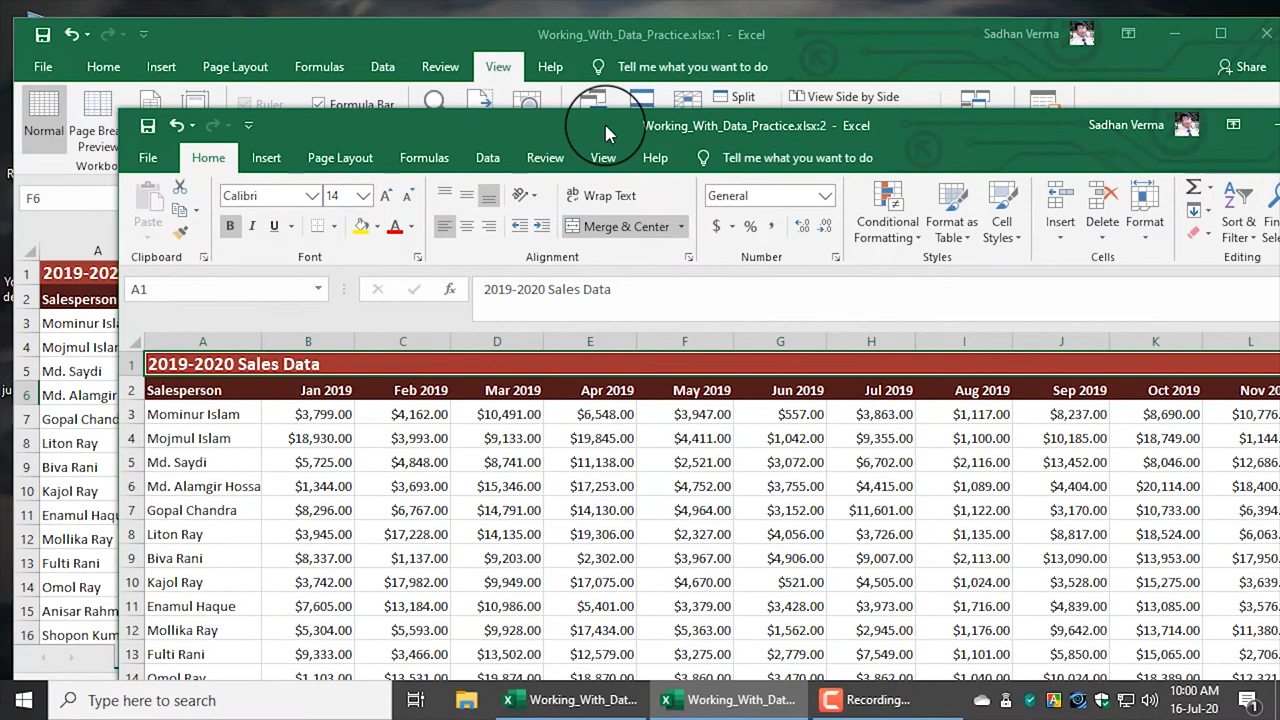 Working_With_Data_Practice.xlsx:1 - Excel
Sadhan Verma
File Home Insert Page Layout Formulas Data Review View Help Tell me what you want to do Share
Normal
Page Break
Preview
Ruler
Formula Bar
Split
View Side by Side
F6
A
1 2019-202
2 Salesperson
3 Mominur Isl
4 Mojmul Islam
5 Md. Saydi
6 Md. Alamgir
7 Gopal Chand
8 Liton Ray
9 Biva Rani
10 Kajol Ray
11 Enamul Haqu
12 Mollika Ray
13 Fulti Rani
14 Omol Ray
15 Anisar Rahm
16 Shopon Kum
Working_With_Data_Practice.xlsx:2 - Excel
Sadhan Verma
File Home Insert Page Layout Formulas Data Review View Help Tell me what you want to do
Paste
Clipboard
Calibri 14
B I U
Font
Wrap Text
Merge & Center
Alignment
General
$ % ,
Number
Conditional Formatting
Format as Table
Cell Styles
Styles
Insert Delete Format
Cells
Sort &
Filter
Editing
A1 fx 2019-2020 Sales Data
A B C D E F G H I J K L
1 2019-2020 Sales Data
2 Salesperson Jan 2019 Feb 2019 Mar 2019 Apr 2019 May 2019 Jun 2019 Jul 2019 Aug 2019 Sep 2019 Oct 2019 Nov 20
3 Mominur Islam $3,799.00 $4,162.00 $10,491.00 $6,548.00 $3,947.00 $557.00 $3,863.00 $1,117.00 $8,237.00 $8,690.00 $10,776.
4 Mojmul Islam $18,930.00 $3,993.00 $9,133.00 $19,845.00 $4,411.00 $1,042.00 $9,355.00 $1,100.00 $10,185.00 $18,749.00 $1,144.
5 Md. Saydi $5,725.00 $4,848.00 $8,741.00 $11,138.00 $2,521.00 $3,072.00 $6,702.00 $2,116.00 $13,452.00 $8,046.00 $12,686.
6 Md. Alamgir Hossa $1,344.00 $3,693.00 $15,346.00 $17,253.00 $4,752.00 $3,755.00 $4,415.00 $1,089.00 $4,404.00 $20,114.00 $18,400.
7 Gopal Chandra $8,296.00 $6,767.00 $14,791.00 $14,130.00 $4,964.00 $3,152.00 $11,601.00 $1,122.00 $3,170.00 $10,733.00 $6,394.
8 Liton Ray $3,945.00 $17,228.00 $14,135.00 $19,306.00 $2,327.00 $4,056.00 $3,726.00 $1,135.00 $8,817.00 $18,524.00 $6,063.
9 Biva Rani $8,337.00 $1,137.00 $9,203.00 $2,302.00 $3,967.00 $4,906.00 $9,007.00 $2,113.00 $13,090.00 $13,953.00 $17,950.
10 Kajol Ray $3,742.00 $17,982.00 $9,949.00 $17,075.00 $4,670.00 $521.00 $4,505.00 $1,024.00 $3,528.00 $15,275.00 $3,639.
11 Enamul Haque $7,605.00 $13,184.00 $10,986.00 $5,401.00 $3,379.00 $3,428.00 $3,973.00 $1,716.00 $4,839.00 $13,085.00 $3,576.
12 Mollika Ray $5,304.00 $5,593.00 $9,928.00 $17,434.00 $5,363.00 $1,562.00 $2,945.00 $1,176.00 $9,642.00 $13,714.00 $11,380.
13 Fulti Rani $9,333.00 $3,466.00 $13,502.00 $12,579.00 $3,275.00 $2,779.00 $7,549.00 $1,101.00 $5,850.00 $15,065.00 $2,706.
Omol Ray
Type here to search
Working_With_Dat...
Working_With_Dat...
Recording...
10:00 AM
16-Jul-20
1